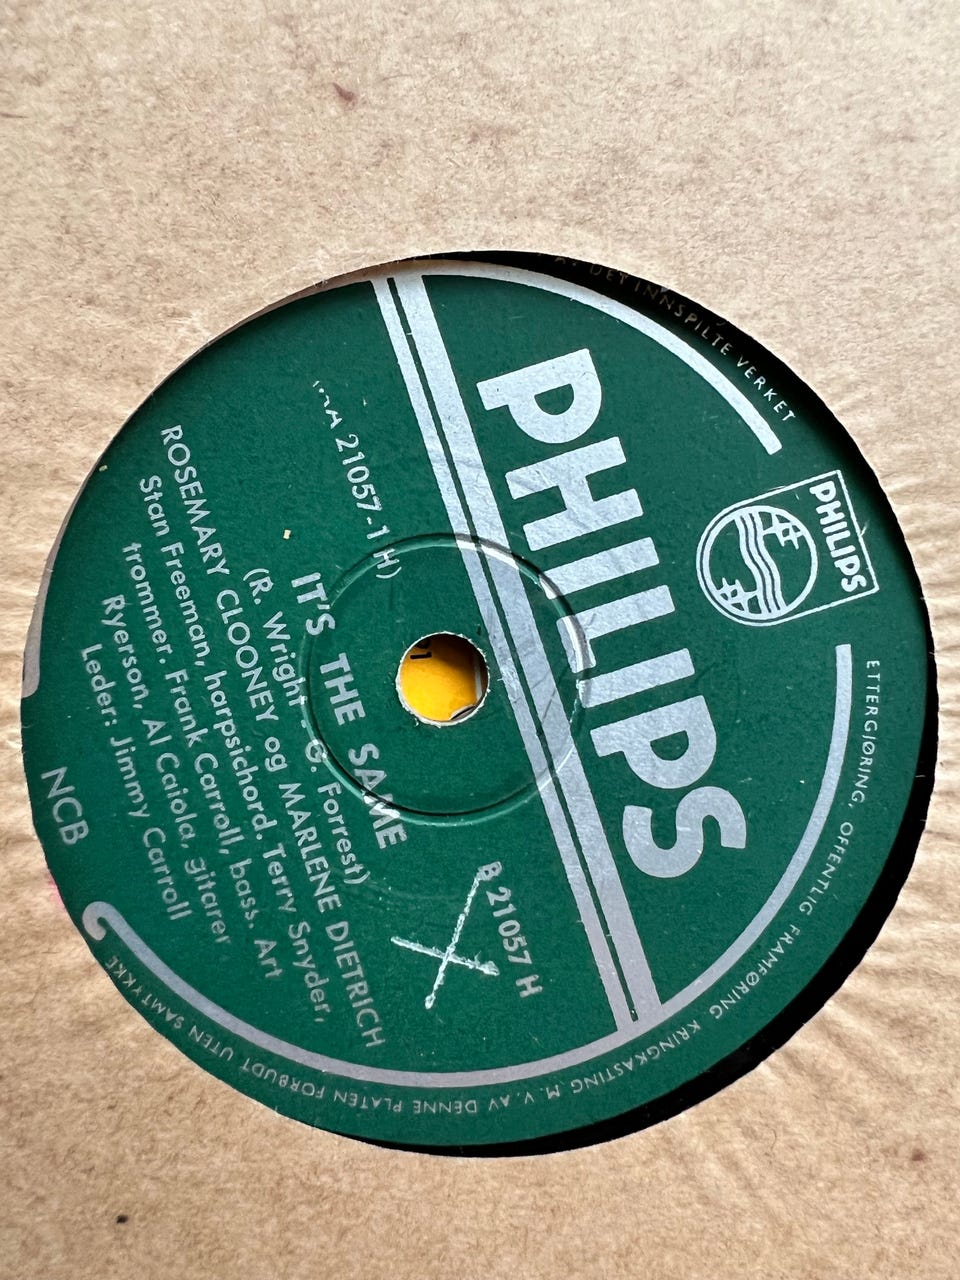 PHILIPS
PHILIPS
A 21057-1 H)
B 21057 H
IT'S THE SAME
(R. Wright - G. Forrest)
ROSEMARY CLOONEY og MARLENE DIETRICH
Stan Freeman, harpsichord. Terry Snyder,
trommer. Frank Carroll, bass. Art
Ryerson, Al Caiola, gitarer
Leder: Jimmy Carroll
NCB
DET INNSPILTE VERKET
ETTERGJØRING, OFFENTLIG FRAMFØRING KRINGKASTING M. V. AV DENNE PLATEN FORBUDT UTEN SAMTYKKE